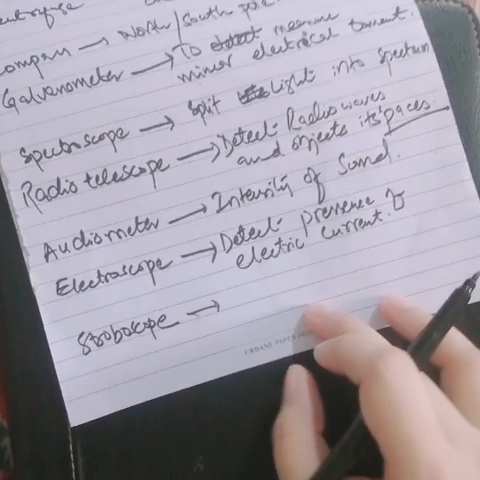 Compass → North/South pole
Galvanometer → To detect measure
minor electrical current.
Spectroscope → Split Light into spectrum
Radio telescope → Detect Radio waves
and objects its spaces.
Audiometer → Intensity of Sound.
Electroscope → Detect presence of
electric current.
Stroboscope →